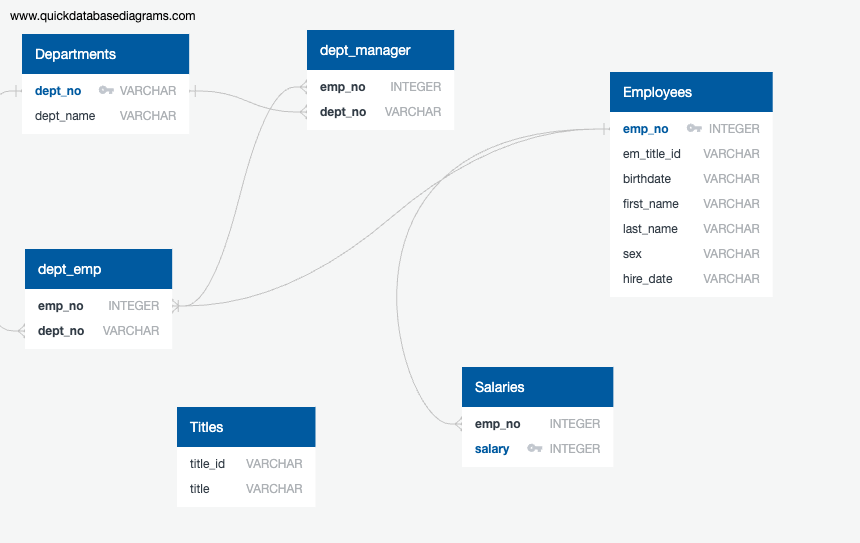 www.quickdatabasediagrams.com
Departments
dept_no VARCHAR
dept_name VARCHAR
dept_manager
emp_no INTEGER
dept_no VARCHAR
Employees
emp_no INTEGER
em_title_id VARCHAR
birthdate VARCHAR
first_name VARCHAR
last_name VARCHAR
sex VARCHAR
hire_date VARCHAR
dept_emp
emp_no INTEGER
dept_no VARCHAR
Salaries
emp_no INTEGER
salary INTEGER
Titles
title_id VARCHAR
title VARCHAR